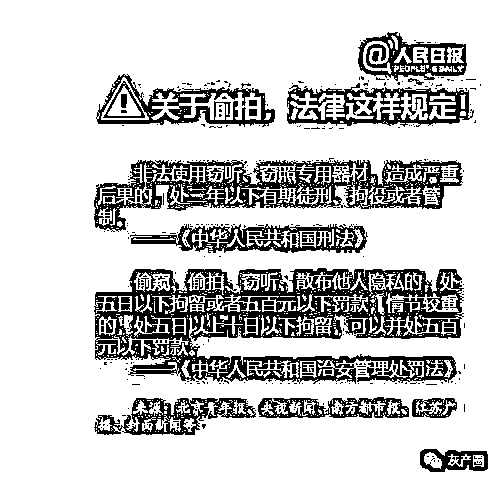 @人民日报
PEOPLE'S DAILY
关于偷拍，法律这样规定！
非法使用窃听、窃照专用器材，造成严重
后果的，处二年以下有期徒刑、拘役或者管
制。
——《中华人民共和国刑法》
偷窥、偷拍、窃听、散布他人隐私的，处
五日以下拘留或者五百元以下罚款；情节较重
的，处五日以上十日以下拘留，可以并处五百
元以下罚款。
——《中华人民共和国治安管理处罚法》
来源：北京青年报、央视新闻、南方都市报、江苏广
播、封面新闻等
灰产网